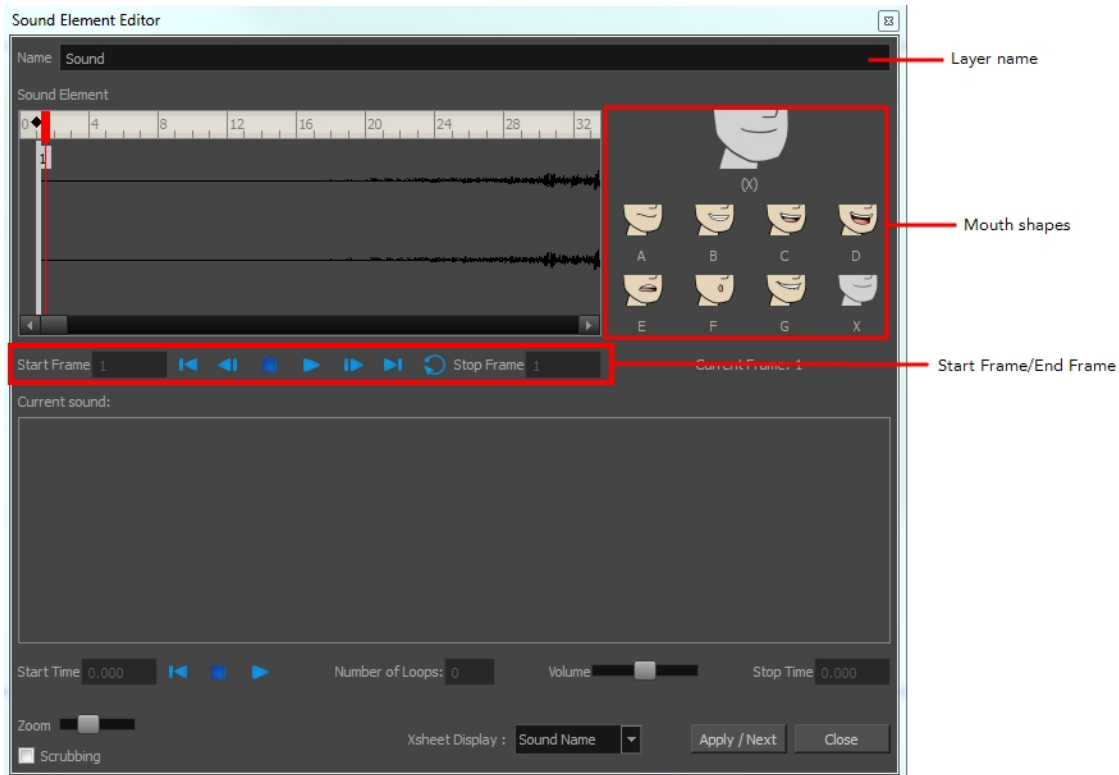 Sound Element Editor
Name Sound
Layer name
Sound Element
0 4 8 12 16 20 24 28 32
1
(X)
Mouth shapes
A B C D
E F G X
Start Frame 1 Stop Frame 1 Current Frame: 1
Start Frame/End Frame
Current sound:
Start Time 0.000 Number of Loops: 0 Volume Stop Time 0.000
Zoom
Xsheet Display : Sound Name Apply / Next Close
Scrubbing